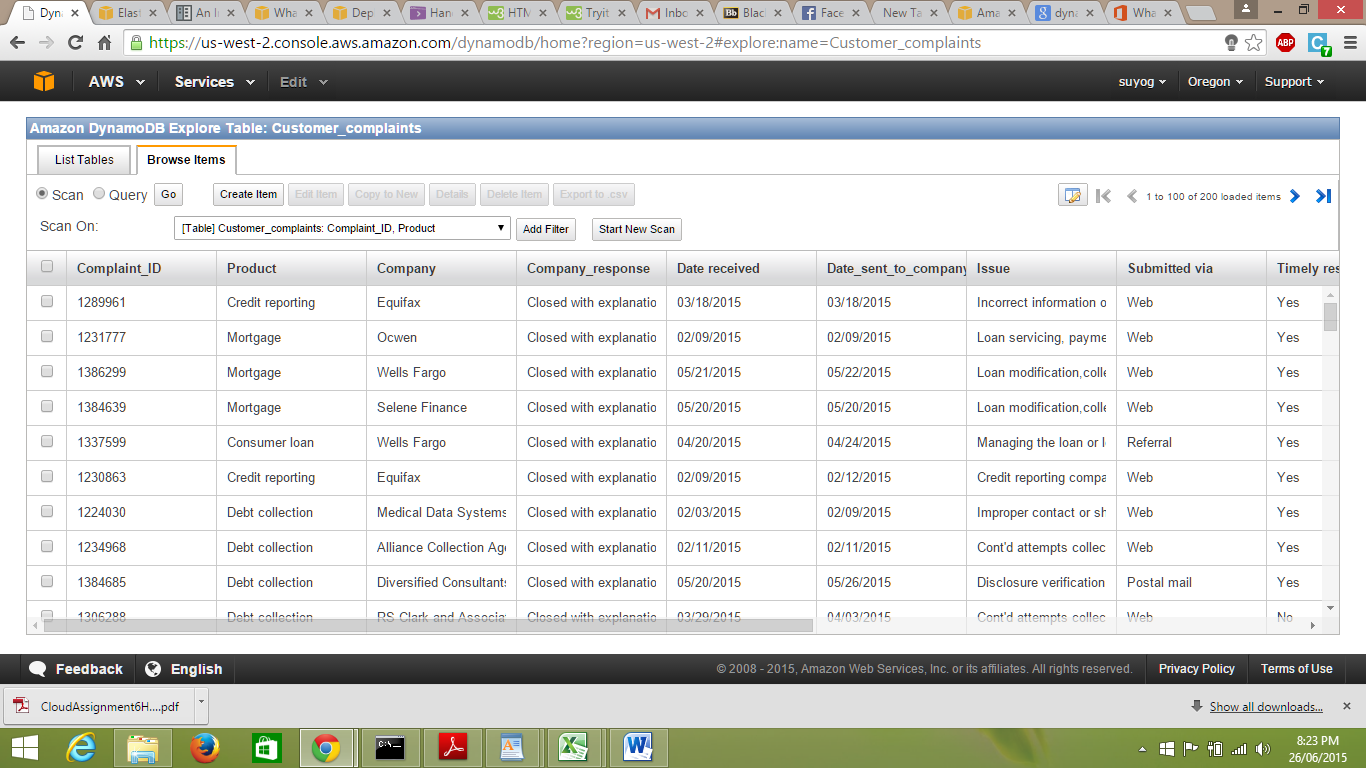 Dyna Elast An In Wha Dep Hand HTM Tryit Inbo Blac Face New Ta Ama dyna Wha
https://us-west-2.console.aws.amazon.com/dynamodb/home?region=us-west-2#explore:name=Customer_complaints ABP C 7
AWS Services Edit suyog Oregon Support
Amazon DynamoDB Explore Table: Customer_complaints
List Tables Browse Items
Scan Query Go Create Item Edit Item Copy to New Details Delete Item Export to .csv 1 to 100 of 200 loaded items
Scan On: [Table] Customer_complaints: Complaint_ID, Product Add Filter Start New Scan
Complaint_ID Product Company Company_response Date received Date_sent_to_company Issue Submitted via Timely res
1289961 Credit reporting Equifax Closed with explanatio 03/18/2015 03/18/2015 Incorrect information o Web Yes
1231777 Mortgage Ocwen Closed with explanatio 02/09/2015 02/09/2015 Loan servicing, payme Web Yes
1386299 Mortgage Wells Fargo Closed with explanatio 05/21/2015 05/22/2015 Loan modification,colle Web Yes
1384639 Mortgage Selene Finance Closed with explanatio 05/20/2015 05/20/2015 Loan modification,colle Web Yes
1337599 Consumer loan Wells Fargo Closed with explanatio 04/20/2015 04/24/2015 Managing the loan or l Referral Yes
1230863 Credit reporting Equifax Closed with explanatio 02/09/2015 02/12/2015 Credit reporting compa Web Yes
1224030 Debt collection Medical Data Systems Closed with explanatio 02/03/2015 02/09/2015 Improper contact or sh Web Yes
1234968 Debt collection Alliance Collection Age Closed with explanatio 02/11/2015 02/11/2015 Cont'd attempts collec Web Yes
1384685 Debt collection Diversified Consultants Closed with explanatio 05/20/2015 05/26/2015 Disclosure verification Postal mail Yes
1306288 Debt collection RS Clark and Associa Closed with explanatio 03/29/2015 04/03/2015 Cont'd attempts collec Web No
Feedback English © 2008 - 2015, Amazon Web Services, Inc. or its affiliates. All rights reserved. Privacy Policy Terms of Use
CloudAssignment6H....pdf Show all downloads...
8:23 PM
26/06/2015